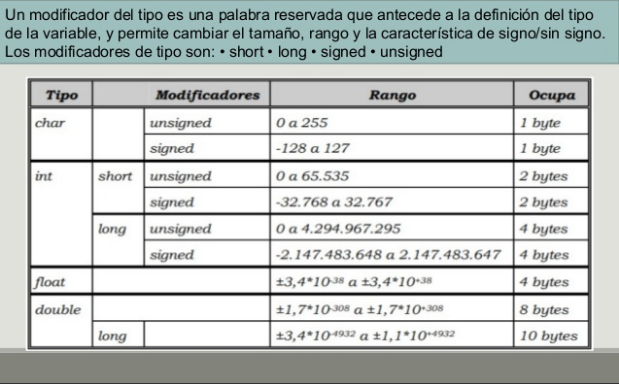 Un modificador del tipo es una palabra reservada que antecede a la definición del tipo
de la variable, y permite cambiar el tamaño, rango y la característica de signo/sin signo.
Los modificadores de tipo son: • short • long • signed • unsigned
Tipo Modificadores Rango Ocupa
char unsigned 0 a 255 1 byte
signed -128 a 127 1 byte
int short unsigned 0 a 65.535 2 bytes
signed -32.768 a 32.767 2 bytes
long unsigned 0 a 4.294.967.295 4 bytes
signed -2.147.483.648 a 2.147.483.647 4 bytes
float ±3,4*10-38 a ±3,4*10+38 4 bytes
double ±1,7*10-308 a ±1,7*10+308 8 bytes
long ±3,4*10-4932 a ±1,1*10+4932 10 bytes